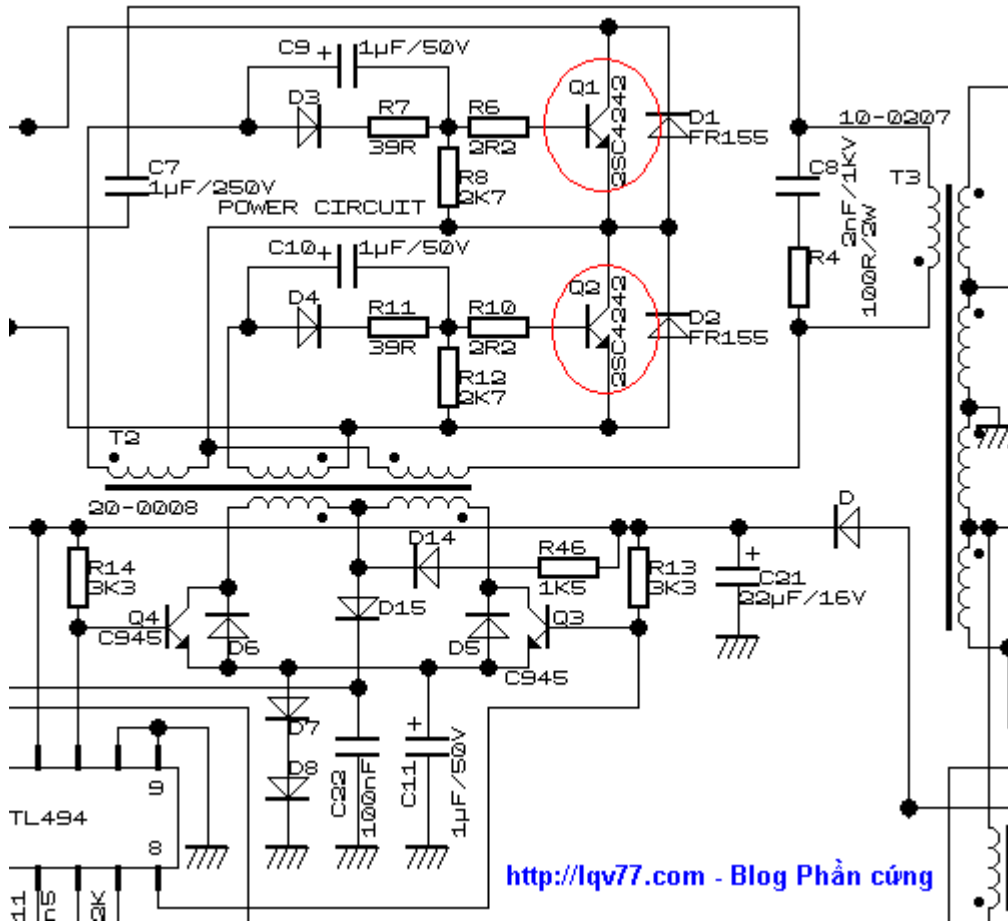 C9
+
1µF/50V
D3
R7
39R
R6
2R2
Q1
2SC4242
D1
FR155
10-0207
C7
1µF/250V
R8
2K7
C8
2nF/1KV
T3
POWER CIRCUIT
C10
+
1µF/50V
R4
100R/2W
D4
R11
39R
R10
2R2
Q2
2SC4242
D2
FR155
R12
2K7
T2
20-0008
D
D14
R46
1K5
R14
3K3
R13
3K3
+
C21
22µF/16V
D15
Q4
C945
D6
D5
Q3
C945
D7
D8
C22
100nF
+
C11
1µF/50V
9
TL494
8
11
n5
2K
http://lqv77.com - Blog Phần cứng